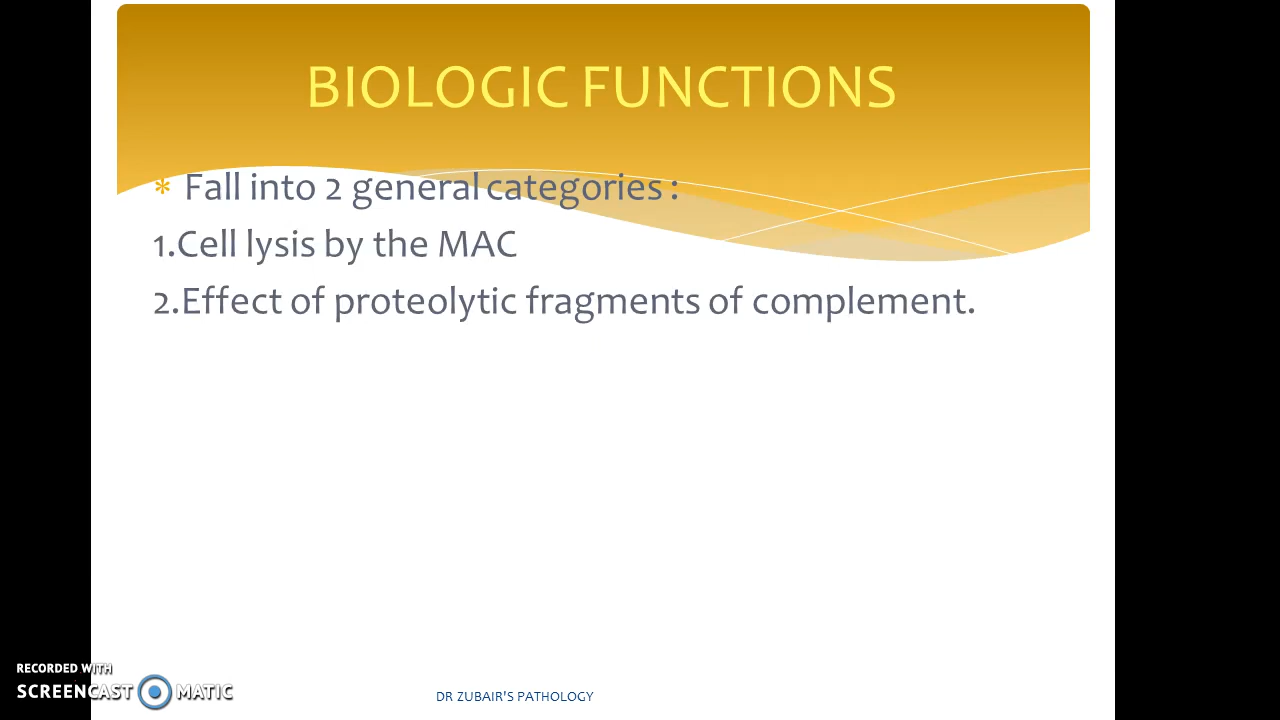 BIOLOGIC FUNCTIONS
* Fall into 2 general categories :
1.Cell lysis by the MAC
2.Effect of proteolytic fragments of complement.
RECORDED WITH
SCREENCAST MATIC
DR ZUBAIR'S PATHOLOGY